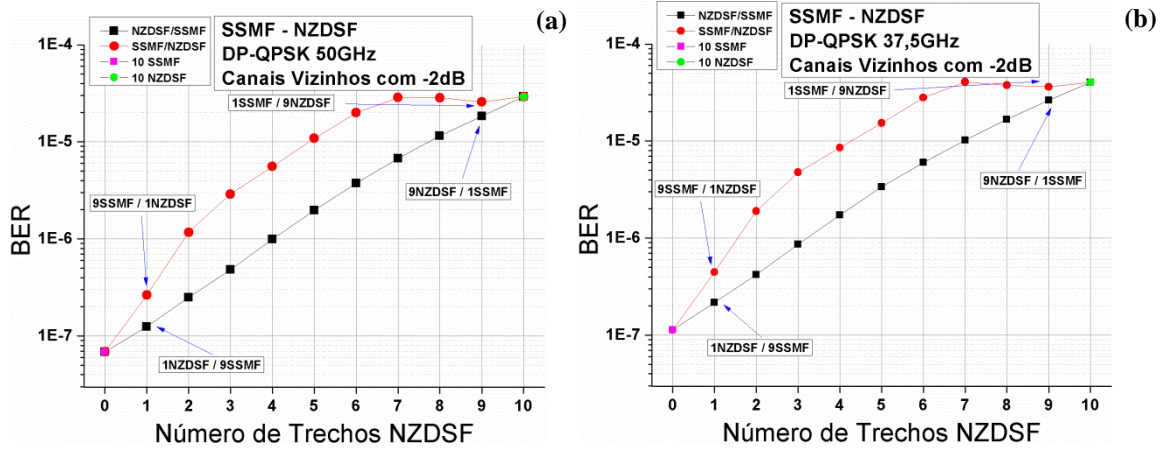 (a)
NZDSF/SSMF
SSMF/NZDSF
10 SSMF
10 NZDSF
SSMF - NZDSF
DP-QPSK 50GHz
Canais Vizinhos com -2dB
1SSMF / 9NZDSF
9NZDSF / 1SSMF
9SSMF / 1NZDSF
1NZDSF / 9SSMF
BER
1E-4
1E-5
1E-6
1E-7
0 1 2 3 4 5 6 7 8 9 10
Número de Trechos NZDSF
(b)
NZDSF/SSMF
SSMF/NZDSF
10 SSMF
10 NZDSF
SSMF - NZDSF
DP-QPSK 37,5GHz
Canais Vizinhos com -2dB
1SSMF / 9NZDSF
9NZDSF / 1SSMF
9SSMF / 1NZDSF
1NZDSF / 9SSMF
BER
1E-4
1E-5
1E-6
1E-7
0 1 2 3 4 5 6 7 8 9 10
Número de Trechos NZDSF